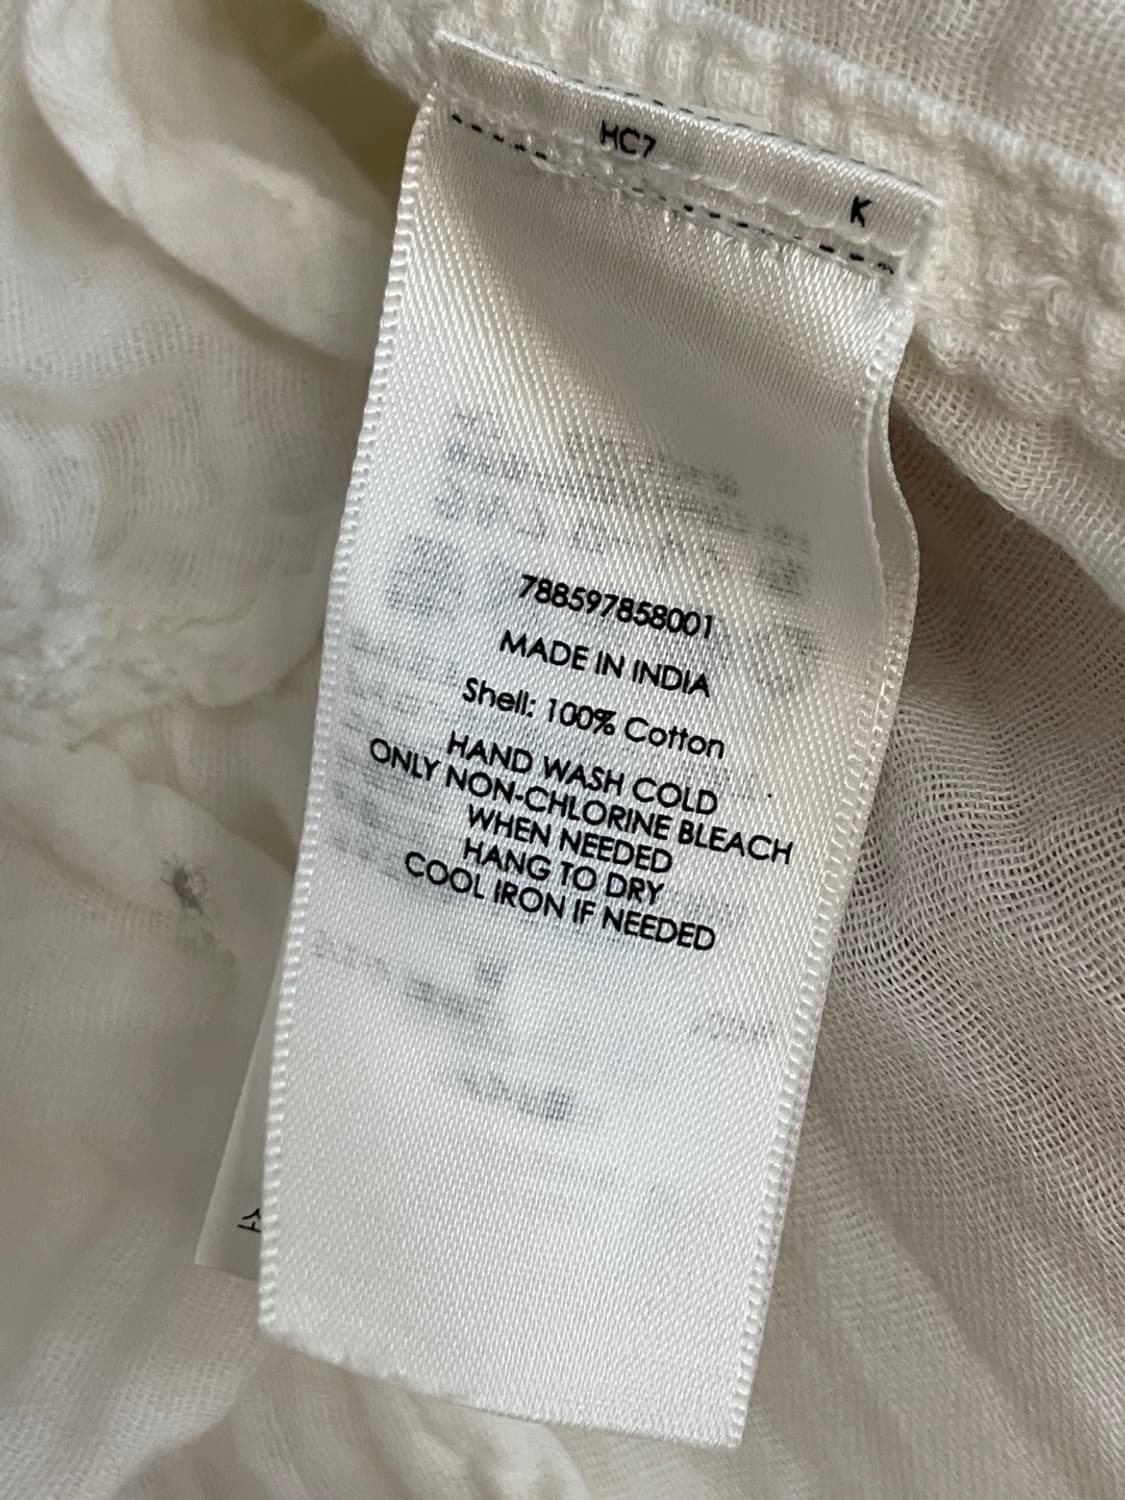 HC7
K
788597858001
MADE IN INDIA
Shell: 100% Cotton
HAND WASH COLD
ONLY NON-CHLORINE BLEACH
WHEN NEEDED
HANG TO DRY
COOL IRON IF NEEDED
소